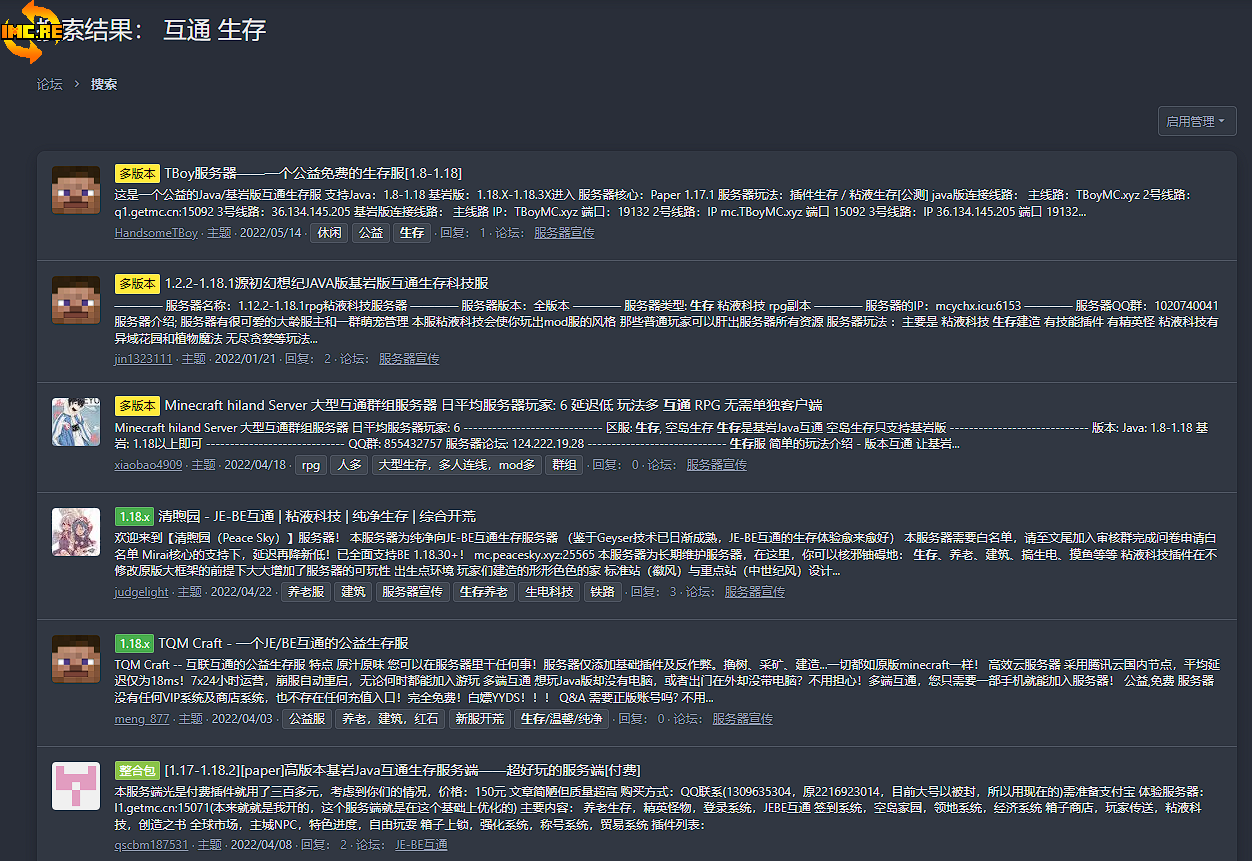 IMC.RE
索结果： 互通 生存
论坛 › 搜索
启用管理
多版本 TBoy服务器———一个公益免费的生存服[1.8-1.18]
这是一个公益的Java/基岩版互通生存服 支持Java：1.8-1.18 基岩版：1.18.X-1.18.3X进入 服务器核心：Paper 1.17.1 服务器玩法：插件生存 / 粘液生存[公测] java版连接线路： 主线路：TBoyMC.xyz 2号线路：
q1.getmc.cn:15092 3号线路：36.134.145.205 基岩版连接线路： 主线路 IP：TBoyMC.xyz 端口：19132 2号线路：IP mc.TBoyMC.xyz 端口 15092 3号线路：IP 36.134.145.205 端口 19132...
HandsomeTBoy · 主题 · 2022/05/14 · 休闲 公益 生存 · 回复： 1 · 论坛： 服务器宣传
多版本 1.2.2-1.18.1源初幻想纪JAVA版基岩版互通生存科技服
———— 服务器名称：1.12.2-1.18.1rpg粘液科技服务器 ———— 服务器版本：全版本 ———— 服务器类型: 生存 粘液科技 rpg副本 ———— 服务器的IP：mcychx.icu:6153 ———— 服务器QQ群：1020740041
服务器介绍; 服务器有很可爱的大龄服主和一群萌宠管理 本服粘液科技会使你玩出mod服的风格 那些普通玩家可以肝出服务器所有资源 服务器玩法 ：主要是 粘液科技 生存建造 有技能插件 有精英怪 粘液科技有
异域花园和植物魔法 无尽贪婪等玩法...
jin1323111 · 主题 · 2022/01/21 · 回复： 2 · 论坛： 服务器宣传
多版本 Minecraft hiland Server 大型互通群组服务器 日平均服务器玩家: 6 延迟低 玩法多 互通 RPG 无需单独客户端
Minecraft hiland Server 大型互通群组服务器 日平均服务器玩家: 6 ---------------------------- 区服: 生存, 空岛生存 生存是基岩Java互通 空岛生存只支持基岩版 ---------------------------- 版本: Java: 1.8-1.18 基
岩: 1.18以上即可 ---------------------------- QQ群: 855432757 服务器论坛: 124.222.19.28 ---------------------------- 生存服 简单的玩法介绍 - 版本互通 让基岩...
xiaobao4909 · 主题 · 2022/04/18 · rpg 人多 大型生存，多人连线，mod多 群组 · 回复： 0 · 论坛： 服务器宣传
1.18.x 清煦园 - JE-BE互通 | 粘液科技 | 纯净生存 | 综合开荒
欢迎来到【清煦园（Peace Sky）】服务器！ 本服务器为纯净向JE-BE互通生存服务器 （鉴于Geyser技术已日渐成熟，JE-BE互通的生存体验愈来愈好） 本服务器需要白名单，请至文尾加入审核群完成问卷申请白
名单 Mirai核心的支持下，延迟再降新低！已全面支持BE 1.18.30+！ mc.peacesky.xyz:25565 本服务器为长期维护服务器，在这里，你可以核邪铀碍地： 生存、养老、建筑、搞生电、摸鱼等等 粘液科技插件在不
修改原版大框架的前提下大大增加了服务器的可玩性 出生点环境 玩家们建造的形形色色的家 标准站（徽风）与重点站（中世纪风）设计...
judgelight · 主题 · 2022/04/22 · 养老服 建筑 服务器宣传 生存养老 生电科技 铁路 · 回复： 3 · 论坛： 服务器宣传
1.18.x TQM Craft - 一个JE/BE互通的公益生存服
TQM Craft -- 互联互通的公益生存服 特点 原汁原味 您可以在服务器里干任何事！服务器仅添加基础插件及反作弊。撸树、采矿、建造...一切都如原版minecraft一样！ 高效云服务器 采用腾讯云国内节点，平均延
迟仅为18ms！7x24小时运营，崩服自动重启，无论何时都能加入游玩 多端互通 想玩Java版却没有电脑，或者出门在外却没带电脑？不用担心！多端互通，您只需要一部手机就能加入服务器！ 公益,免费 服务器
没有任何VIP系统及商店系统，也不存在任何充值入口！完全免费！白嫖YYDS！！！ Q&A 需要正版账号吗? 不用...
meng_877 · 主题 · 2022/04/03 · 公益服 养老，建筑，红石 新服开荒 生存/温馨/纯净 · 回复： 0 · 论坛： 服务器宣传
整合包 [1.17-1.18.2][paper]高版本基岩Java互通生存服务端——超好玩的服务端[付费]
本服务端光是付费插件就用了三百多元，考虑到你们的情况，价格：150元 文章简陋但质量超高 购买方式：QQ联系(1309635304，原2216923014，目前大号以被封，所以用现在的)需准备支付宝 体验服务器：
l1.getmc.cn:15071(本来就就是我开的，这个服务端就是在这个基础上优化的) 主要内容： 养老生存，精英怪物，登录系统，JEBE互通 签到系统，空岛家园，领地系统，经济系统 箱子商店，玩家传送，粘液科
技，创造之书 全球市场，主城NPC，特色进度，自由玩耍 箱子上锁，强化系统，称号系统，贸易系统 插件列表：
qscbm187531 · 主题 · 2022/04/08 · 回复： 2 · 论坛： JE-BE互通